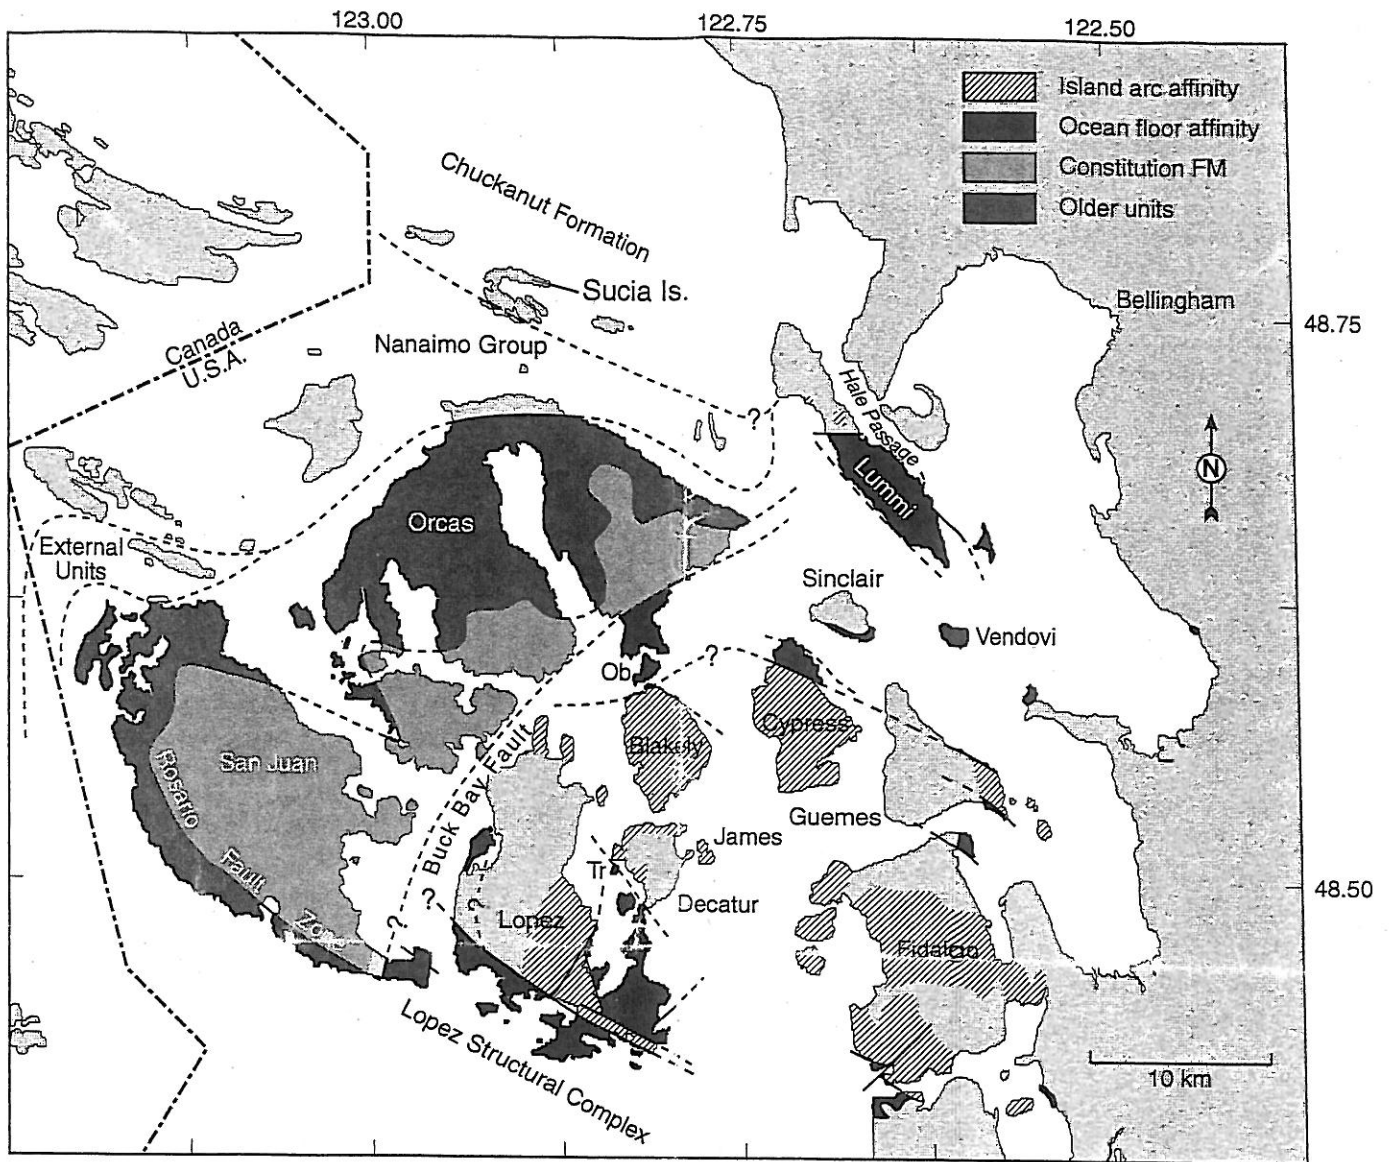 123.00
122.75
122.50
Island arc affinity
Ocean floor affinity
Constitution FM
Older units
Chuckanut Formation
Sucia Is.
Bellingham
48.75
Canada
U.S.A.
Nanaimo Group
Hale Passage
?
Lummi
N
Orcas
External
Units
Sinclair
Vendovi
Ob
?
Cypress
Blakely
San Juan
Rosario
Fault
Zone
Buck Bay Fault
Guemes
James
Tr
48.50
Decatur
?
?
?
Lopez
Fidalgo
Lopez Structural Complex
10 km